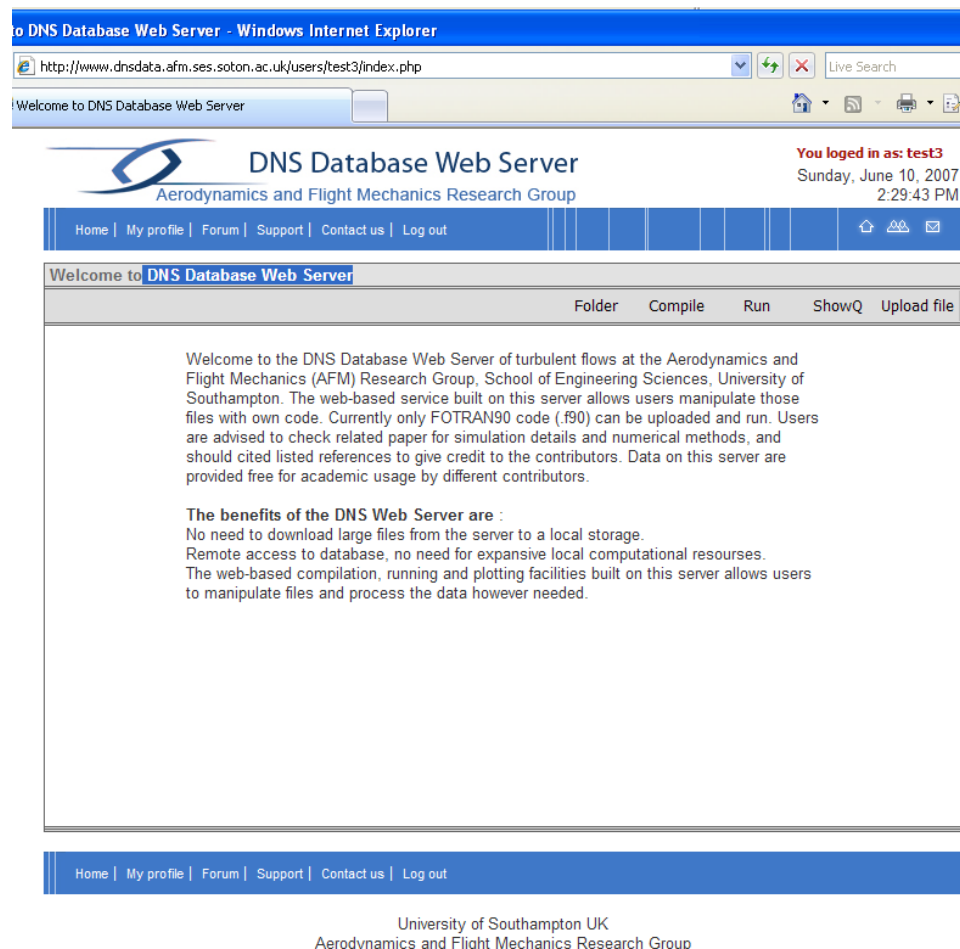 to DNS Database Web Server - Windows Internet Explorer
http://www.dnsdata.afm.ses.soton.ac.uk/users/test3/index.php
Live Search
Welcome to DNS Database Web Server
DNS Database Web Server
Aerodynamics and Flight Mechanics Research Group
You loged in as: test3
Sunday, June 10, 2007
2:29:43 PM
Home | My profile | Forum | Support | Contact us | Log out
Welcome to DNS Database Web Server
Folder Compile Run ShowQ Upload file
Welcome to the DNS Database Web Server of turbulent flows at the Aerodynamics and
Flight Mechanics (AFM) Research Group, School of Engineering Sciences, University of
Southampton. The web-based service built on this server allows users manipulate those
files with own code. Currently only FOTRAN90 code (.f90) can be uploaded and run. Users
are advised to check related paper for simulation details and numerical methods, and
should cited listed references to give credit to the contributors. Data on this server are
provided free for academic usage by different contributors.
The benefits of the DNS Web Server are :
No need to download large files from the server to a local storage.
Remote access to database, no need for expansive local computational resourses.
The web-based compilation, running and plotting facilities built on this server allows users
to manipulate files and process the data however needed.
Home | My profile | Forum | Support | Contact us | Log out
University of Southampton UK
Aerodynamics and Flight Mechanics Research Group